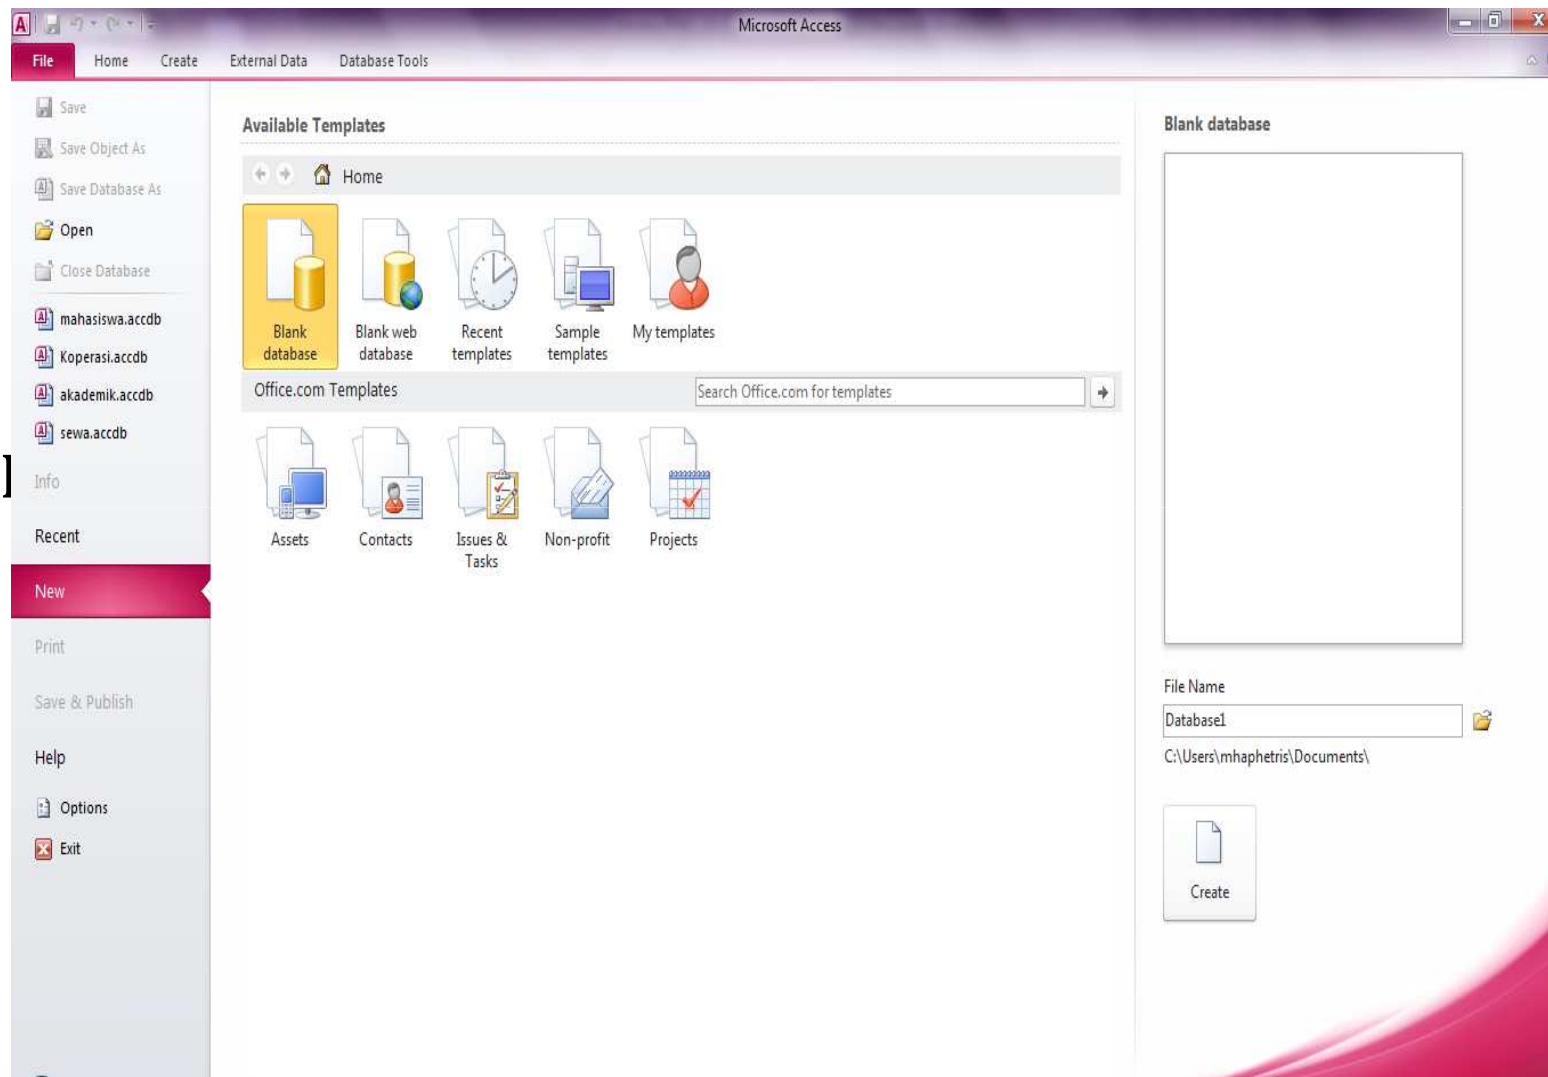 Microsoft Access
File Home Create External Data Database Tools
Save
Save Object As
Save Database As
Open
Close Database
mahasiswa.accdb
Koperasi.accdb
akademik.accdb
sewa.accdb
Info
Recent
New
Print
Save & Publish
Help
Options
Exit
Available Templates
Home
Blank database
Blank web database
Recent templates
Sample templates
My templates
Office.com Templates
Search Office.com for templates
Assets
Contacts
Issues & Tasks
Non-profit
Projects
Blank database
File Name
Database1
C:\Users\mhaphetris\Documents\
Create